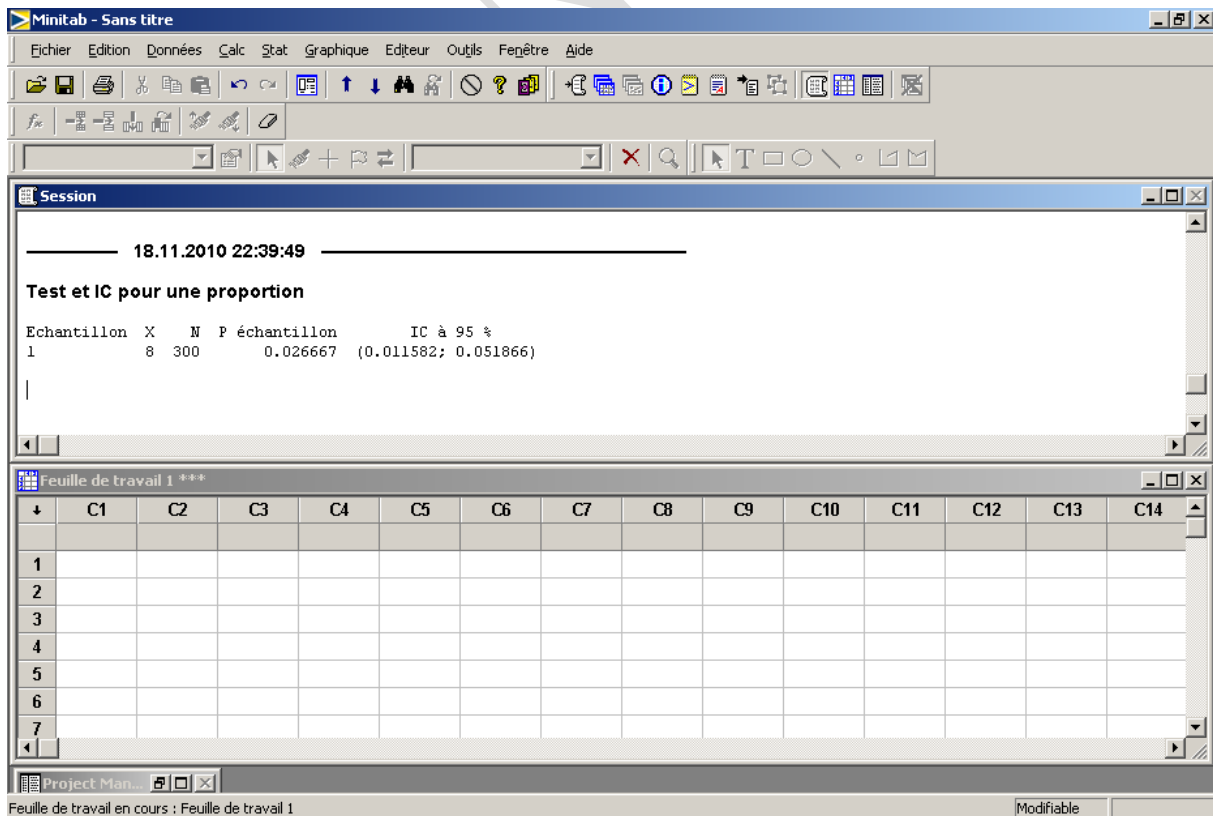 Minitab - Sans titre
Fichier Edition Données Calc Stat Graphique Editeur Outils Fenêtre Aide
Session
18.11.2010 22:39:49
Test et IC pour une proportion
Echantillon X N P échantillon IC à 95 %
1 8 300 0.026667 (0.011582; 0.051866)
Feuille de travail 1 ***
C1 C2 C3 C4 C5 C6 C7 C8 C9 C10 C11 C12 C13 C14
1
2
3
4
5
6
7
Project Man...
Feuille de travail en cours : Feuille de travail 1
Modifiable